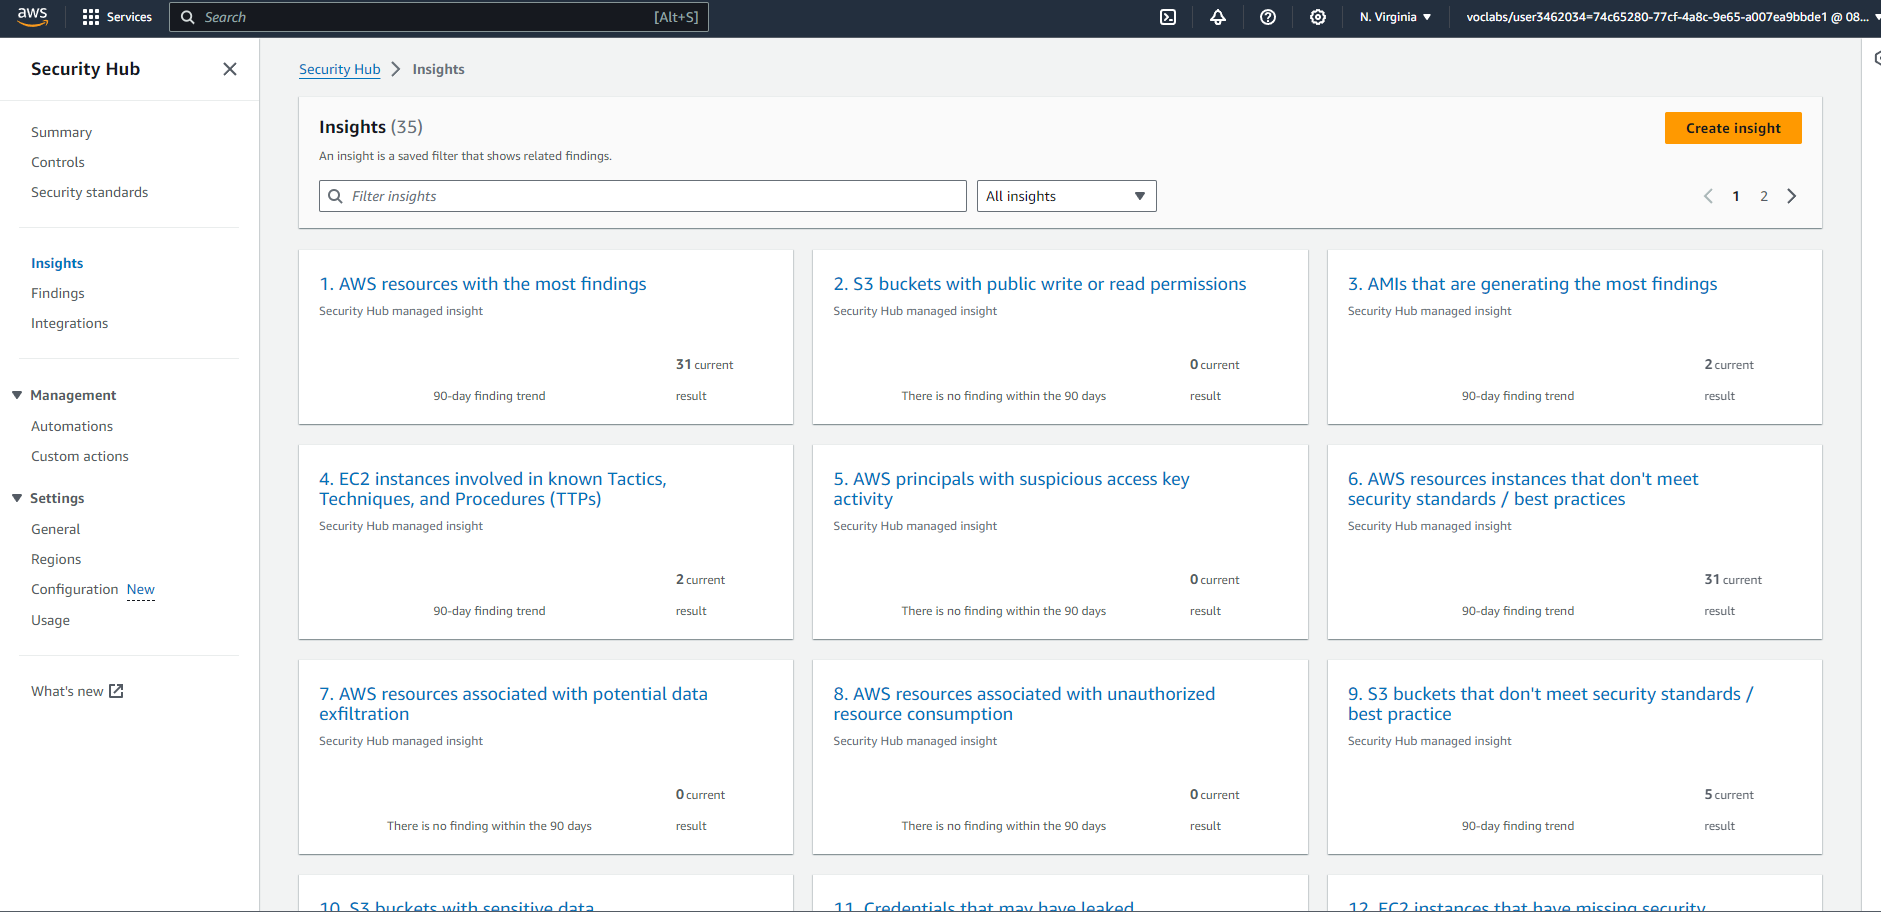 aws
Services
Search
[Alt+S]
N. Virginia
voclabs/user3462034=74c65280-77cf-4a8c-9e65-a007ea9bbde1 @ 08...
Security Hub
Summary
Controls
Security standards
Insights
Findings
Integrations
Management
Automations
Custom actions
Settings
General
Regions
Configuration New
Usage
What's new
Security Hub > Insights
Insights (35)
Create insight
An insight is a saved filter that shows related findings.
Filter insights
All insights
1 2
1. AWS resources with the most findings
Security Hub managed insight
31 current
90-day finding trend
result
2. S3 buckets with public write or read permissions
Security Hub managed insight
0 current
There is no finding within the 90 days
result
3. AMIs that are generating the most findings
Security Hub managed insight
2 current
90-day finding trend
result
4. EC2 instances involved in known Tactics,
Techniques, and Procedures (TTPs)
Security Hub managed insight
2 current
90-day finding trend
result
5. AWS principals with suspicious access key
activity
Security Hub managed insight
0 current
There is no finding within the 90 days
result
6. AWS resources instances that don't meet
security standards / best practices
Security Hub managed insight
31 current
90-day finding trend
result
7. AWS resources associated with potential data
exfiltration
Security Hub managed insight
0 current
There is no finding within the 90 days
result
8. AWS resources associated with unauthorized
resource consumption
Security Hub managed insight
0 current
There is no finding within the 90 days
result
9. S3 buckets that don't meet security standards /
best practice
Security Hub managed insight
5 current
90-day finding trend
result
10. S3 buckets with sensitive data
11. Credentials that may have leaked
12. EC2 instances that have missing security